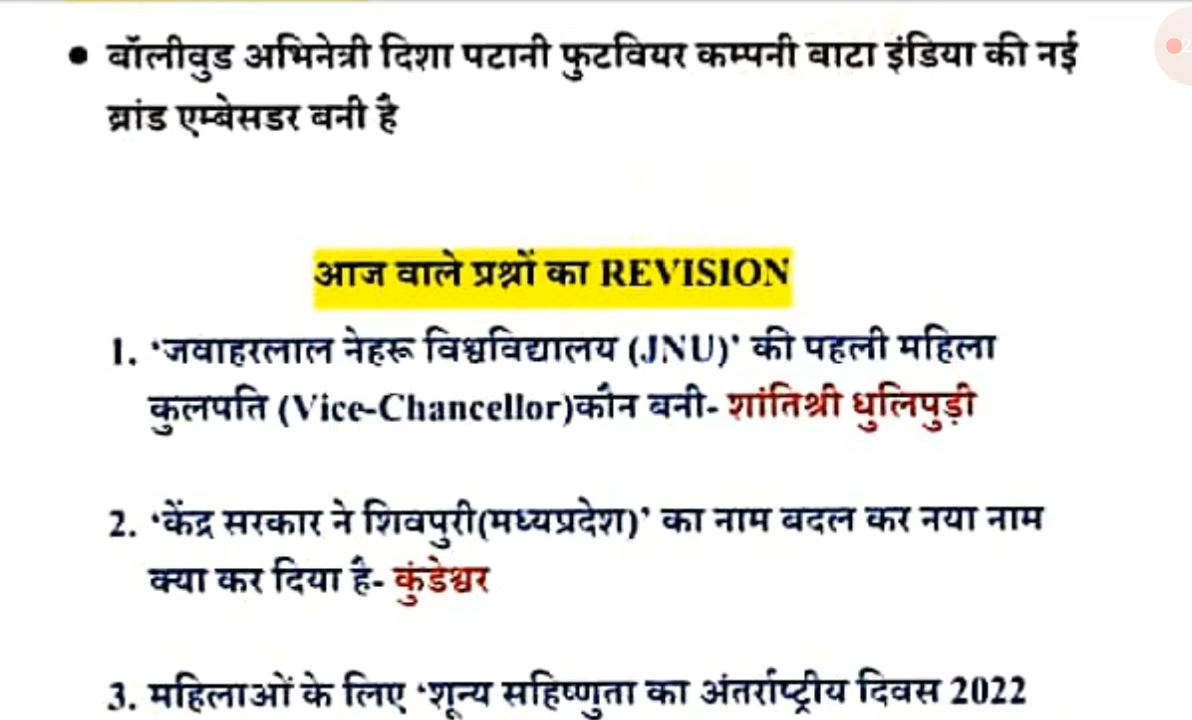 • बॉलीवुड अभिनेत्री दिशा पटानी फुटवियर कम्पनी बाटा इंडिया की नई
ब्रांड एम्बेसडर बनी है
आज वाले प्रश्नों का REVISION
1. ‘जवाहरलाल नेहरू विश्वविद्यालय (JNU)’ की पहली महिला
कुलपति (Vice-Chancellor)कौन बनी- शांतिश्री धुलिपुड़ी
2. ‘केंद्र सरकार ने शिवपुरी(मध्यप्रदेश)’ का नाम बदल कर नया नाम
क्या कर दिया है- कुंडेश्वर
3. महिलाओं के लिए ‘शून्य सहिष्णुता का अंतर्राष्ट्रीय दिवस 2022